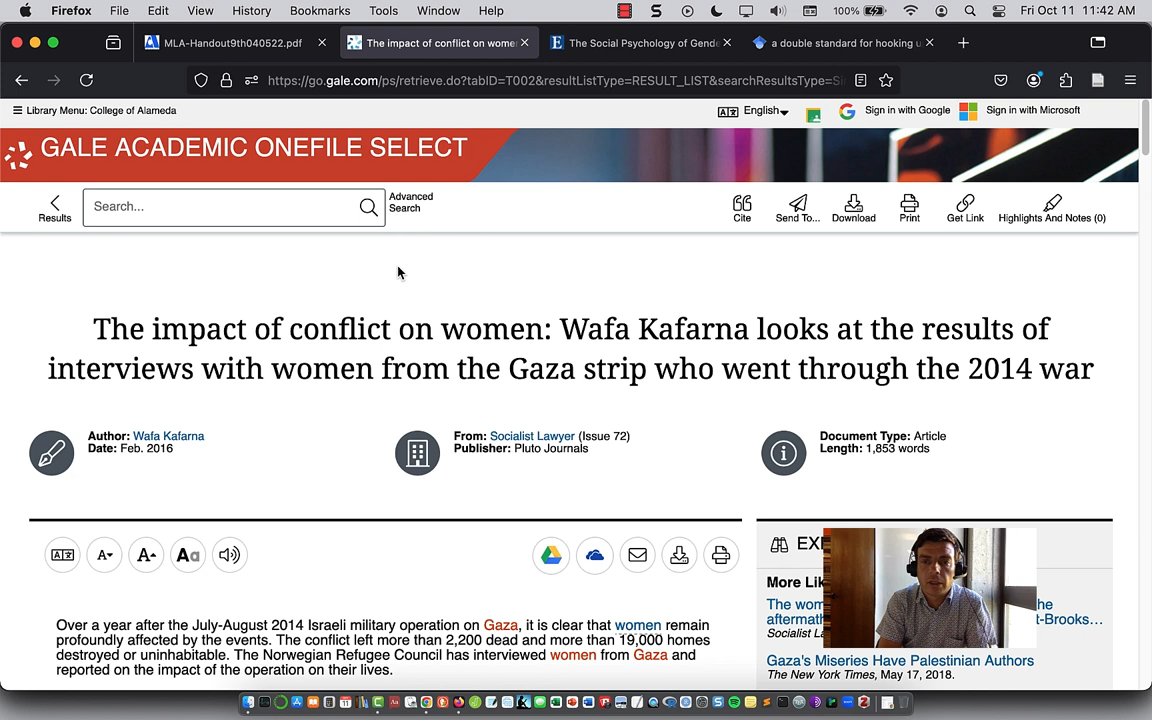 Firefox File Edit View History Bookmarks Tools Window Help 100% Fri Oct 11 11:42 AM
MLA-Handout9th040522.pdf The impact of conflict on wome The Social Psychology of Gend a double standard for hooking u
https://go.gale.com/ps/retrieve.do?tabID=T002&resultListType=RESULT_LIST&searchResultsType=Si
Library Menu: College of Alameda English Sign in with Google Sign in with Microsoft
GALE ACADEMIC ONEFILE SELECT
Results Search... Advanced Search Cite Send To... Download Print Get Link Highlights And Notes (0)
The impact of conflict on women: Wafa Kafarna looks at the results of
interviews with women from the Gaza strip who went through the 2014 war
Author: Wafa Kafarna From: Socialist Lawyer (Issue 72) Document Type: Article
Date: Feb. 2016 Publisher: Pluto Journals Length: 1,853 words
Over a year after the July-August 2014 Israeli military operation on Gaza, it is clear that women remain
profoundly affected by the events. The conflict left more than 2,200 dead and more than 19,000 homes
destroyed or uninhabitable. The Norwegian Refugee Council has interviewed women from Gaza and
reported on the impact of the operation on their lives.
More Lik
The wom he
aftermat t-Brooks...
Socialist La
Gaza's Miseries Have Palestinian Authors
The New York Times, May 17, 2018.